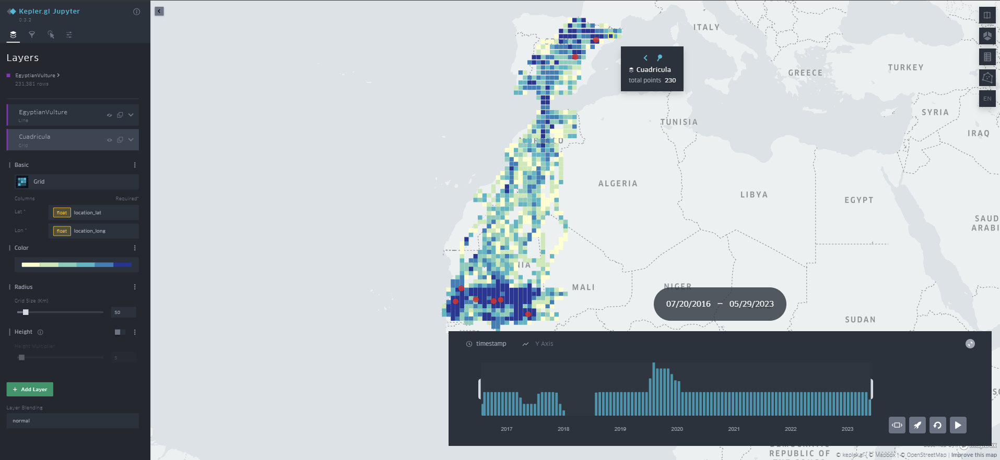 Kepler.gl Jupyter
0.3.2
Layers
EgyptianVulture
231,381 rows
EgyptianVulture
Line
Cuadricula
Grid
Basic
Grid
Columns
Required*
Lat *
float
location_lat
Lon *
float
location_long
Color
Radius
Grid Size (Km)
50
Height
Height Multiplier
5
+ Add Layer
Layer Blending
normal
ITALY
GREECE
TURKEY
SYRIA
IRAQ
TUNISIA
ALGERIA
LIBYA
EGYPT
SAUD
ARABI
MALI
NIGER
SUDAN
Cuadricula
total points 230
EN
07/20/2016 – 05/29/2023
timestamp
Y Axis
2017
2018
2019
2020
2021
2022
2023
REPUBLIC OF
mapbox
© kepler.gl | © Mapbox | © OpenStreetMap | Improve this map